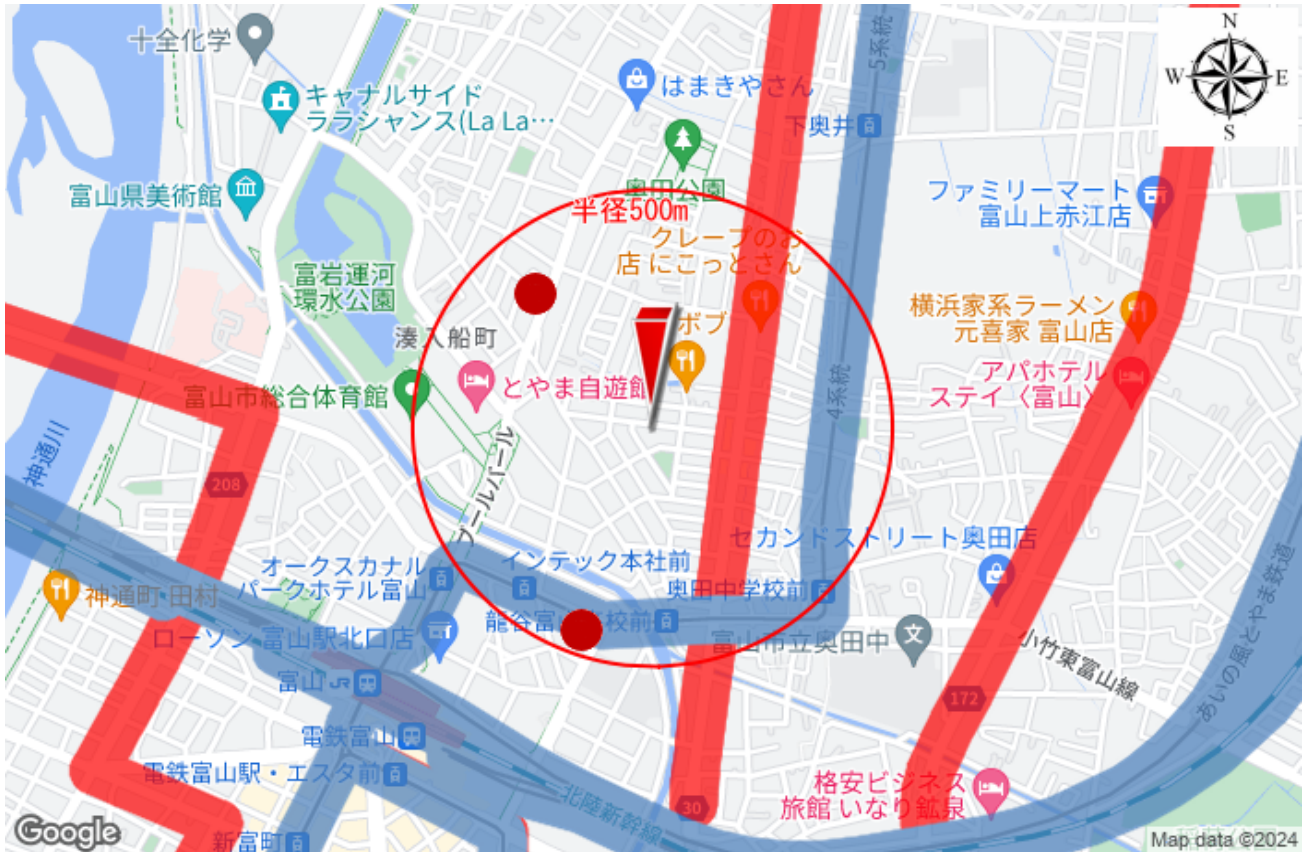 十全化学
キャナルサイド
ララシャンス(La La…
富山県美術館
はまきやさん
下奥井
5系統
N
W
E
S
奥田公園
半径500m
クレープのお
店 にこっとさん
ファミリーマート
富山上赤江店
富岩運河
環水公園
湊入船町
ボブ
横浜家系ラーメン
元喜家 富山店
富山市総合体育館
とやま自遊館
4系統
アパホテル
ステイ〈富山〉
神通川
208
ブールバール
セカンドストリート奥田店
オークスカナル
パークホテル富山
インテック本社前
奥田中学校前
神通町 田村
ローソン 富山駅北口店
龍谷富
校前
富山市立奥田中
小竹東富山線
あいの風とやま鉄道
富山 JR
172
電鉄富山
電鉄富山駅・エスタ前
北陸新幹線
30
格安ビジネス
旅館 いなり鉱泉
新富町
Google
Map data ©2024